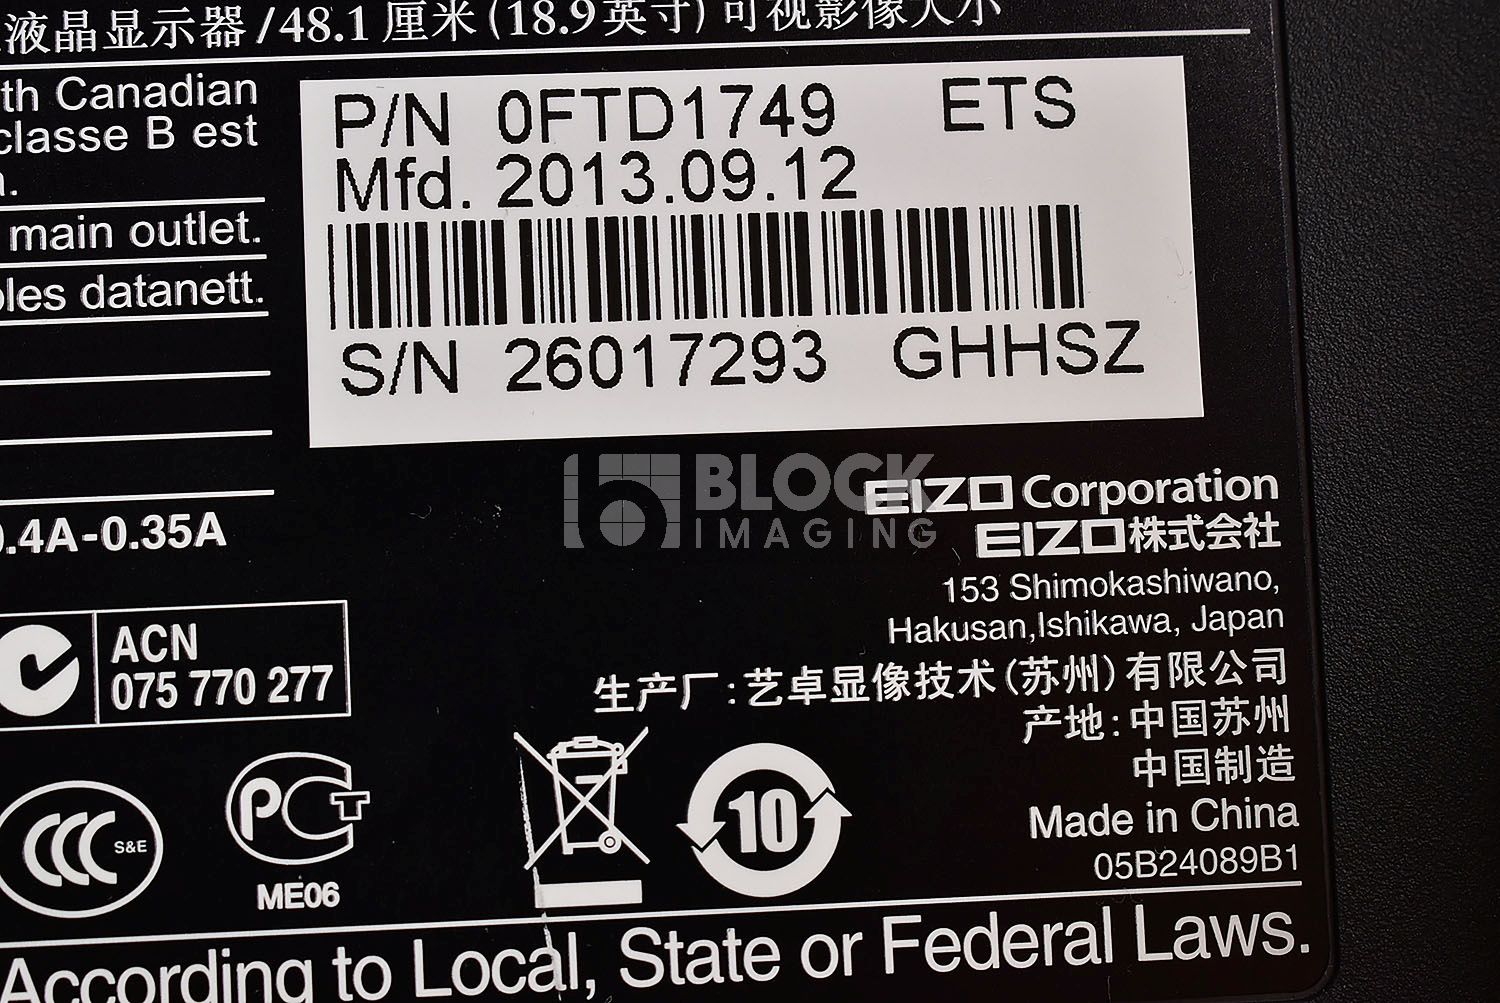 液晶显示器/48.1厘米(18.9英寸)可视影像大小
th Canadian
classe B est
a.
main outlet.
ples datanett.
P/N 0FTD1749 ETS
Mfd. 2013.09.12
S/N 26017293 GHHSZ
BLOCK
IMAGING
EIZO Corporation
EIZO株式会社
153 Shimokashiwano,
Hakusan,Ishikawa, Japan
0.4A-0.35A
ACN
075 770 277
生产厂:艺卓显像技术(苏州)有限公司
产地:中国苏州
中国制造
Made in China
05B24089B1
CCC S&E
PCT
ME06
10
According to Local, State or Federal Laws.